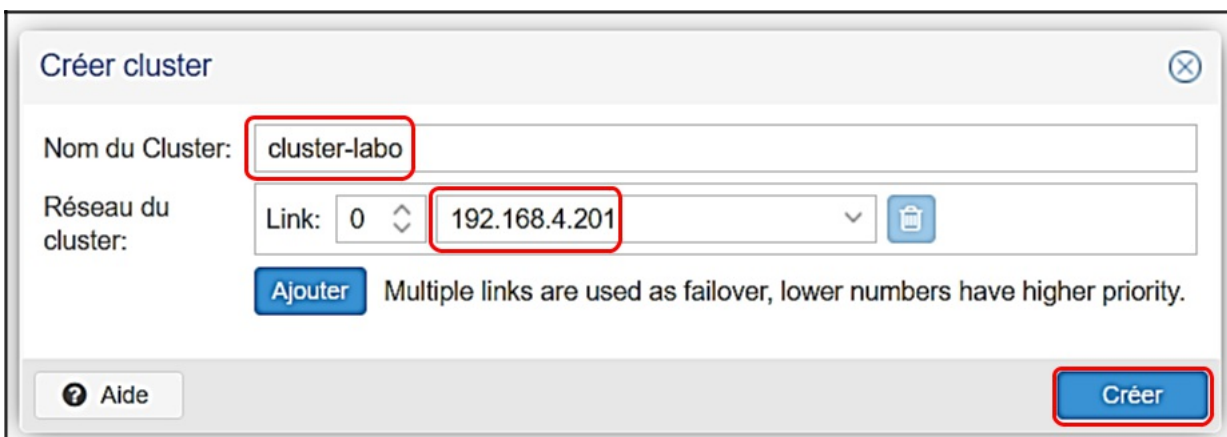 Créer cluster
Nom du Cluster: cluster-labo
Réseau du cluster: Link: 0 192.168.4.201
Ajouter Multiple links are used as failover, lower numbers have higher priority.
Aide Créer